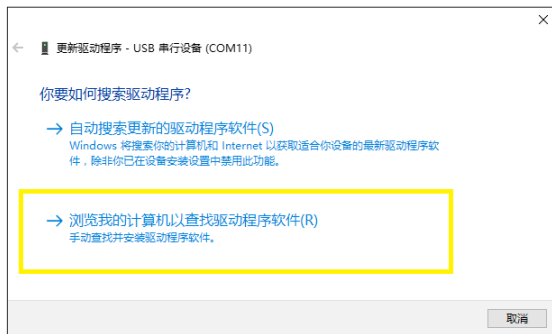 更新驱动程序 - USB 串行设备 (COM11)
你要如何搜索驱动程序?
自动搜索更新的驱动程序软件(S)
Windows 将搜索你的计算机和 Internet 以获取适合你设备的最新驱动程序软
件，除非你已在设备安装设置中禁用此功能。
浏览我的计算机以查找驱动程序软件(R)
手动查找并安装驱动程序软件。
取消